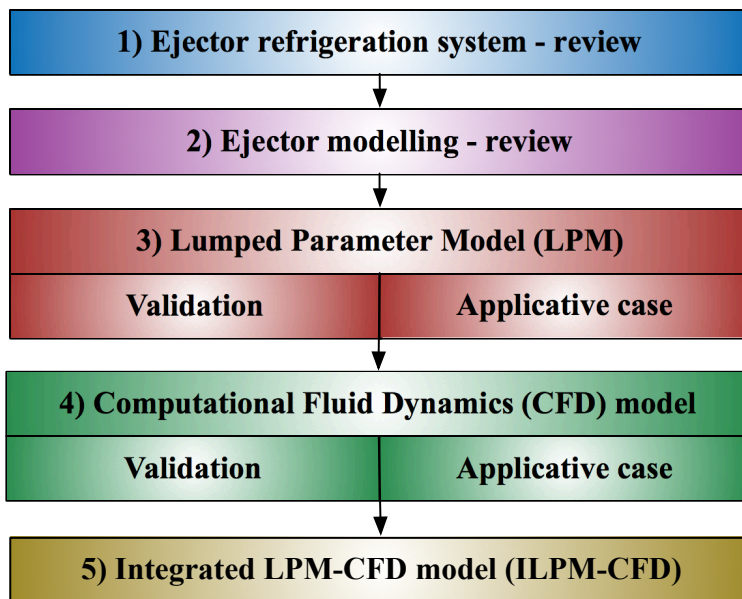 1) Ejector refrigeration system - review
2) Ejector modelling - review
3) Lumped Parameter Model (LPM)
Validation
Applicative case
4) Computational Fluid Dynamics (CFD) model
Validation
Applicative case
5) Integrated LPM-CFD model (ILPM-CFD)